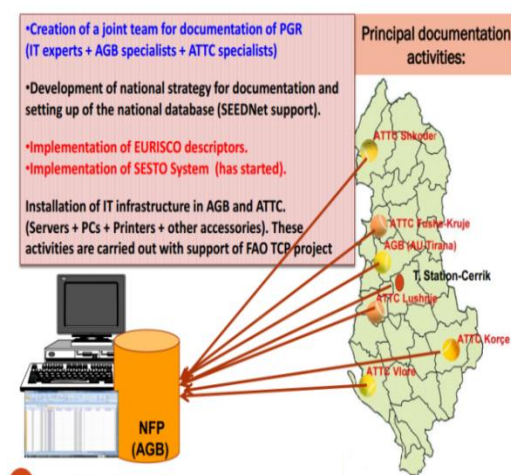 •Creation of a joint team for documentation of PGR
(IT experts + AGB specialists + ATTC specialists)
•Development of national strategy for documentation and
setting up of the national database (SEEDNet support).
•Implementation of EURISCO descriptors.
•Implementation of SESTO System (has started).
Installation of IT infrastructure in AGB and ATTC.
(Servers + PCs + Printers + other accessories). These
activities are carried out with support of FAO TCP project
Principal documentation
activities:
ATTC Shkoder
ATTC Fushe-Kruje
AGB (AU-Tirana)
T. Station-Cerrik
ATTC Lushnje
ATTC Korçe
ATTC Vlore
NFP
(AGB)